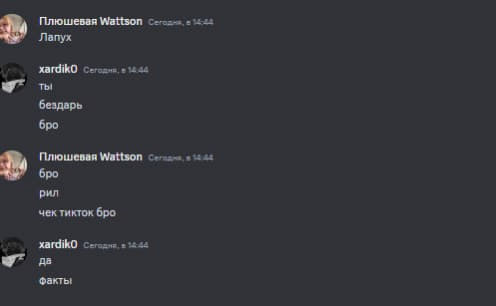 Плюшевая Wattson Сегодня, в 14:44
Лапух
xardik0 Сегодня, в 14:44
ты
бездарь
бро
Плюшевая Wattson Сегодня, в 14:44
бро
рил
чек тикток бро
xardik0 Сегодня, в 14:44
да
факты